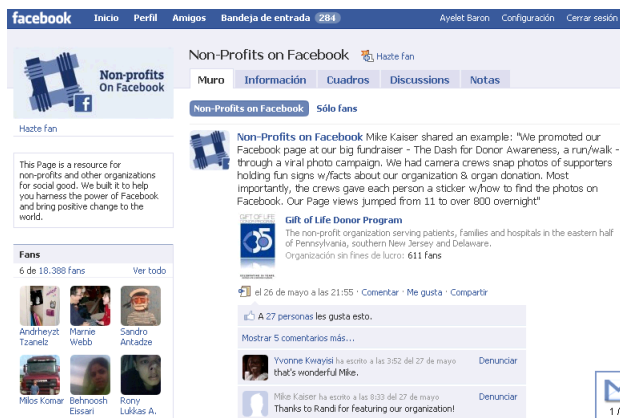 facebook Inicio Perfil Amigos Bandeja de entrada 284 Ayelet Baron Configuración Cerrar sesión
Non-profits
On Facebook
Hazte fan
This Page is a resource for
non-profits and other organizations
for social good. We built it to help
you harness the power of Facebook
and bring positive change to the
world.
Fans
6 de 18.388 fans Ver todo
Andrheyzt
Tzanelz
Marnie
Webb
Sandro
Antadze
Milos Komar
Behnoosh
Eissari
Rony
Lukkas A.
Non-Profits on Facebook Hazte fan
Muro Información Cuadros Discussions Notas
Non-Profits on Facebook Sólo fans
Non-Profits on Facebook Mike Kaiser shared an example: "We promoted our
Facebook page at our big fundraiser - The Dash for Donor Awareness, a run/walk -
through a viral photo campaign. We had camera crews snap photos of supporters
holding fun signs w/facts about our organization & organ donation. Most
importantly, the crews gave each person a sticker w/how to find the photos on
Facebook. Our Page views jumped from 11 to over 800 overnight"
GIFT OF LIFE
DONOR PROGRAM
35
Gift of Life Donor Program
The non-profit organization serving patients, families and hospitals in the eastern half
of Pennsylvania, southern New Jersey and Delaware.
Organización sin fines de lucro: 611 fans
el 26 de mayo a las 21:55 · Comentar · Me gusta · Compartir
A 27 personas les gusta esto.
Mostrar 5 comentarios más...
Yvonne Kwayisi ha escrito a las 3:52 del 27 de mayo Denunciar
that's wonderful Mike.
Mike Kaiser ha escrito a las 8:33 del 27 de mayo Denunciar
Thanks to Randi for featuring our organization!